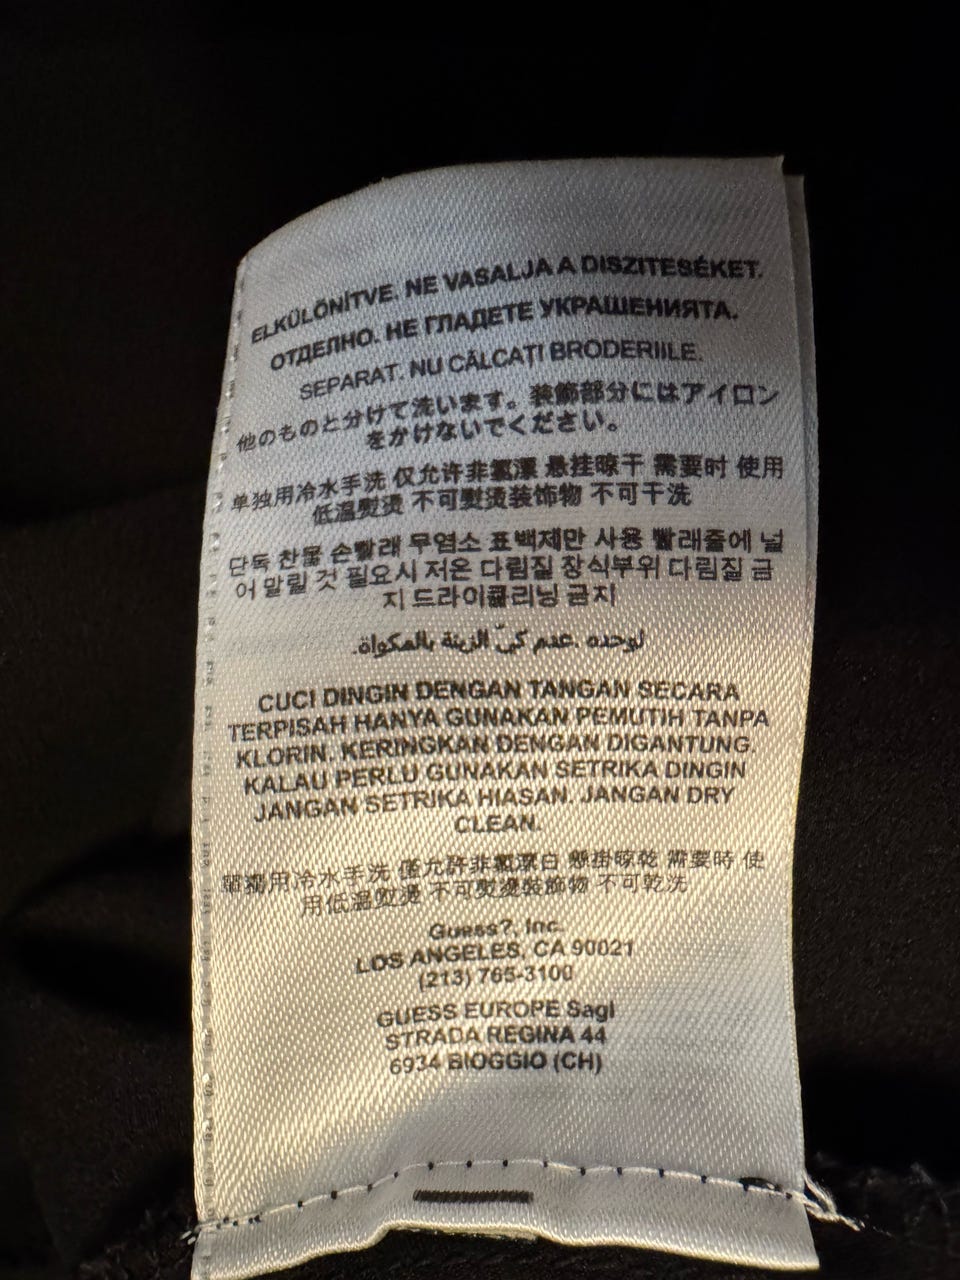 ELKÜLÖNÍTVE. NE VASALJA A DISZITESÉKET.
ОТДЕЛНО. НЕ ГЛАДЕТЕ УКРАШЕНИЯТА.
SEPARAT. NU CĂLCAȚI BRODERIILE.
他のものと分けて洗います。装飾部分にはアイロン
をかけないでください。
单独用冷水手洗 仅允许非氯漂 悬挂晾干 需要时 使用
低温熨烫 不可熨烫装饰物 不可干洗
단독 찬물 손빨래 무염소 표백제만 사용 빨래줄에 널
어 말릴 것 필요시 저온 다림질 장식부위 다림질 금
지 드라이클리닝 금지
لوحده .عدم كيّ الزينة بالمكواة.
CUCI DINGIN DENGAN TANGAN SECARA
TERPISAH HANYA GUNAKAN PEMUTIH TANPA
KLORIN. KERINGKAN DENGAN DIGANTUNG.
KALAU PERLU GUNAKAN SETRIKA DINGIN
JANGAN SETRIKA HIASAN. JANGAN DRY
CLEAN.
單獨用冷水手洗 僅允許非氯漂白 懸掛晾乾 需要時 使
用低溫熨燙 不可熨燙裝飾物 不可乾洗
Guess?, Inc.
LOS ANGELES, CA 90021
(213) 765-3100
GUESS EUROPE Sagl
STRADA REGINA 44
6934 BIOGGIO (CH)